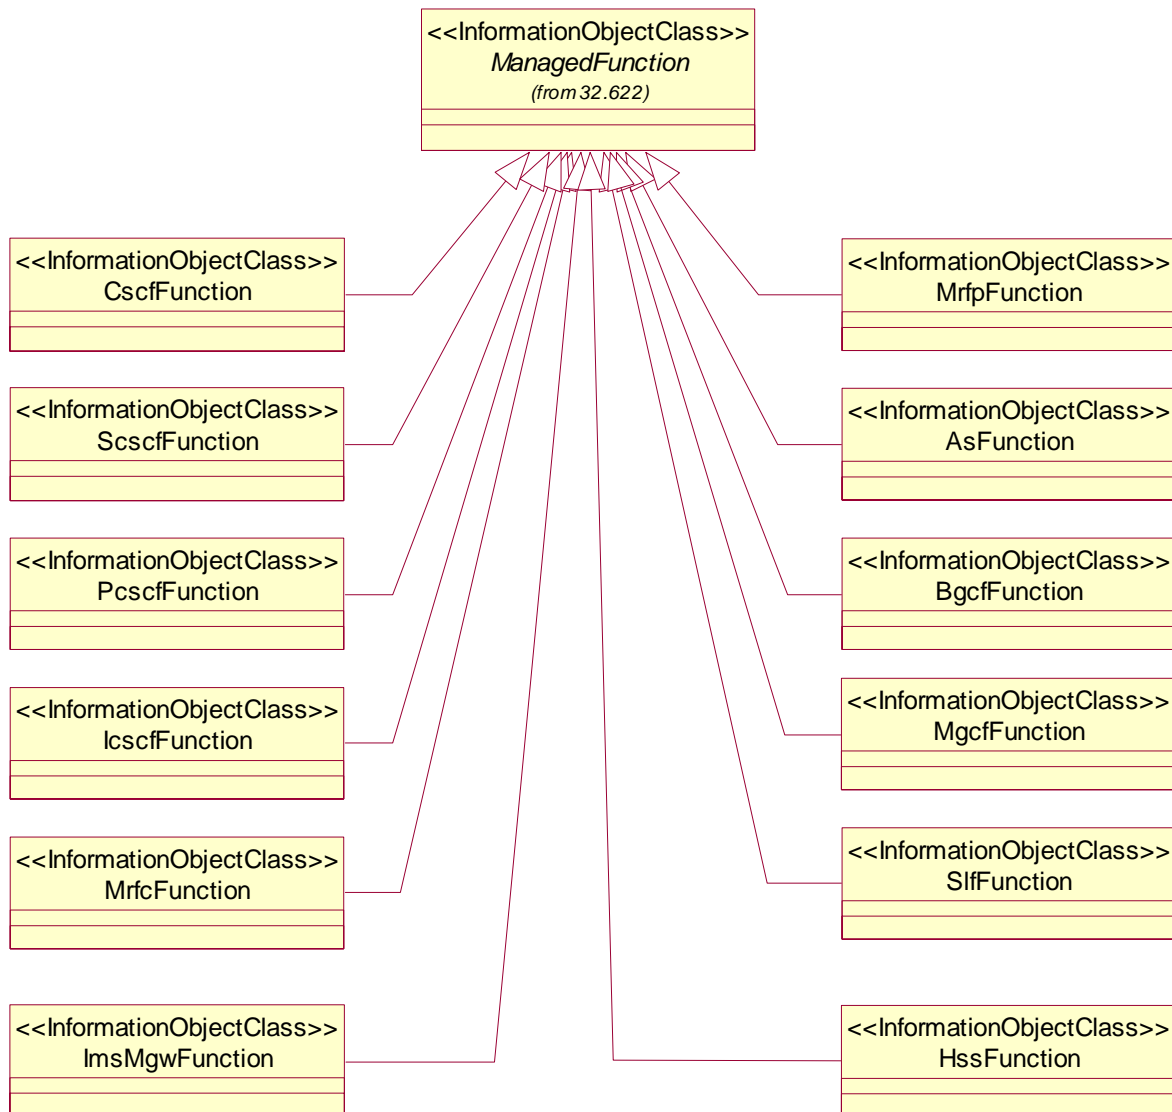 <<InformationObjectClass>>
ManagedFunction
(from 32.622)
<<InformationObjectClass>>
CscfFunction
<<InformationObjectClass>>
MrfpFunction
<<InformationObjectClass>>
ScscfFunction
<<InformationObjectClass>>
AsFunction
<<InformationObjectClass>>
PcscfFunction
<<InformationObjectClass>>
BgcfFunction
<<InformationObjectClass>>
IcscfFunction
<<InformationObjectClass>>
MgcfFunction
<<InformationObjectClass>>
MrfcFunction
<<InformationObjectClass>>
SlfFunction
<<InformationObjectClass>>
ImsMgwFunction
<<InformationObjectClass>>
HssFunction